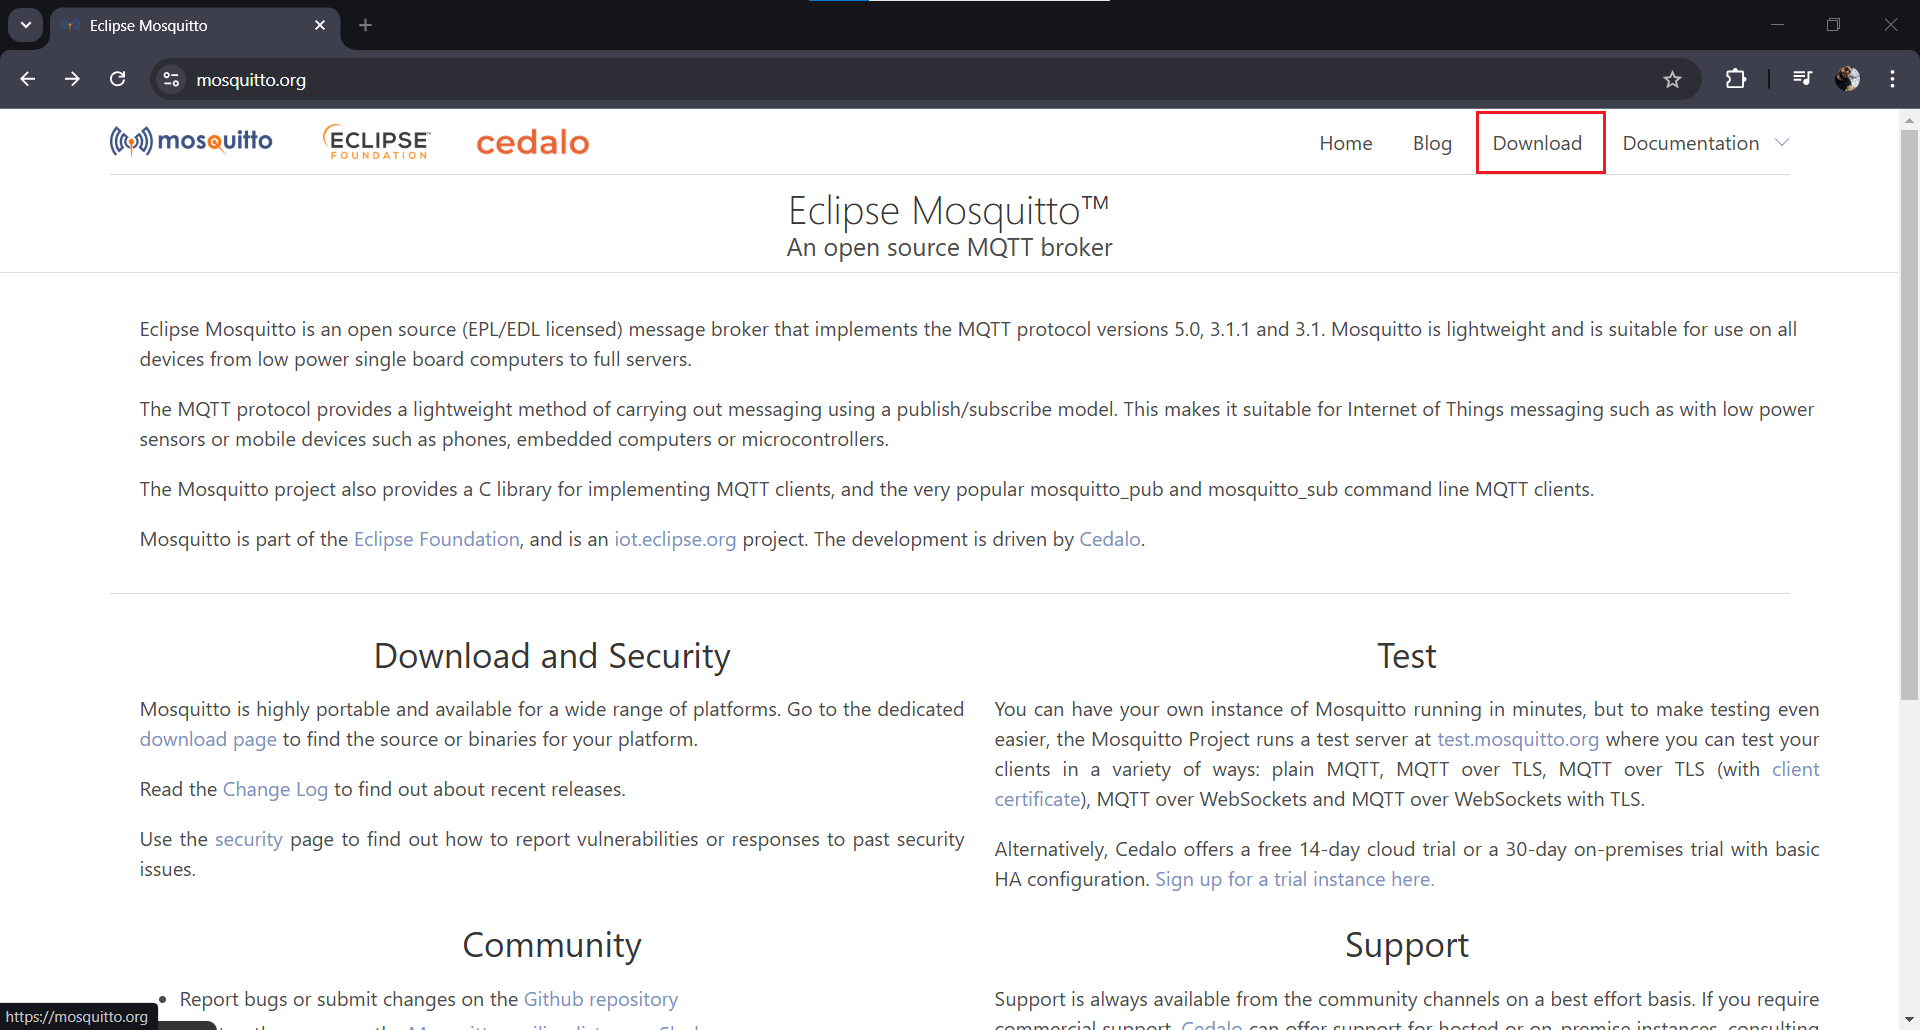 Eclipse Mosquitto
mosquitto.org
mosquitto
ECLIPSE™
FOUNDATION
cedalo
Home
Blog
Download
Documentation
Eclipse Mosquitto™
An open source MQTT broker
Eclipse Mosquitto is an open source (EPL/EDL licensed) message broker that implements the MQTT protocol versions 5.0, 3.1.1 and 3.1. Mosquitto is lightweight and is suitable for use on all
devices from low power single board computers to full servers.
The MQTT protocol provides a lightweight method of carrying out messaging using a publish/subscribe model. This makes it suitable for Internet of Things messaging such as with low power
sensors or mobile devices such as phones, embedded computers or microcontrollers.
The Mosquitto project also provides a C library for implementing MQTT clients, and the very popular mosquitto_pub and mosquitto_sub command line MQTT clients.
Mosquitto is part of the Eclipse Foundation, and is an iot.eclipse.org project. The development is driven by Cedalo.
Download and Security
Mosquitto is highly portable and available for a wide range of platforms. Go to the dedicated
download page to find the source or binaries for your platform.
Read the Change Log to find out about recent releases.
Use the security page to find out how to report vulnerabilities or responses to past security
issues.
Test
You can have your own instance of Mosquitto running in minutes, but to make testing even
easier, the Mosquitto Project runs a test server at test.mosquitto.org where you can test your
clients in a variety of ways: plain MQTT, MQTT over TLS, MQTT over TLS (with client
certificate), MQTT over WebSockets and MQTT over WebSockets with TLS.
Alternatively, Cedalo offers a free 14-day cloud trial or a 30-day on-premises trial with basic
HA configuration. Sign up for a trial instance here.
Community
Report bugs or submit changes on the Github repository
Support
Support is always available from the community channels on a best effort basis. If you require
commercial support, Cedalo can offer support for hosted or on-premise instances, consulting
https://mosquitto.org